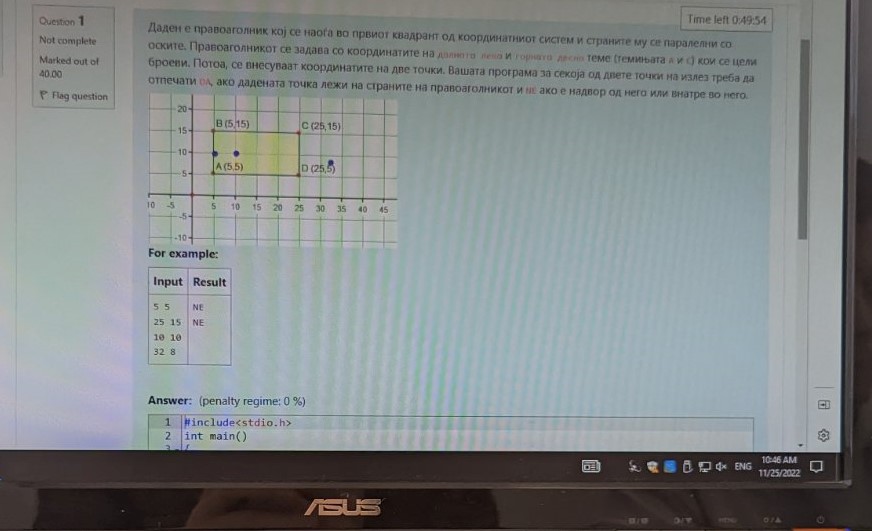 Question 1
Not complete
Marked out of
40.00
Flag question
Time left 0:49:54
Даден е правоаголник кој се наоѓа во првиот квадрант од координатниот систем и страните му се паралелни со
оските. Правоаголникот се задава со координатите на долното лево и горното десно теме (темињата A и C) кои се цели
броеви. Потоа, се внесуваат координатите на две точки. Вашата програма за секоја од двете точки на излез треба да
отпечати DA, ако дадената точка лежи на страните на правоаголникот и NE ако е надвор од него или внатре во него.
20
B (5,15)
C (25,15)
15
10
A (5,5)
D (25,5)
5
10 -5 5 10 15 20 25 30 35 40 45
-5
-10
For example:
Input Result
5 5 NE
25 15 NE
10 10
32 8
Answer: (penalty regime: 0 %)
1 #include<stdio.h>
2 int main()
3 {
ENG
10:46 AM
11/25/2022
ASUS